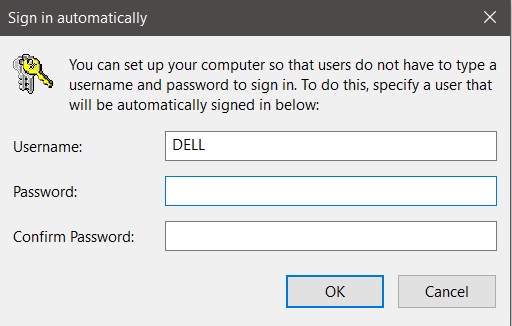 Sign in automatically
You can set up your computer so that users do not have to type a
username and password to sign in. To do this, specify a user that
will be automatically signed in below:
Username: DELL
Password:
Confirm Password:
OK Cancel